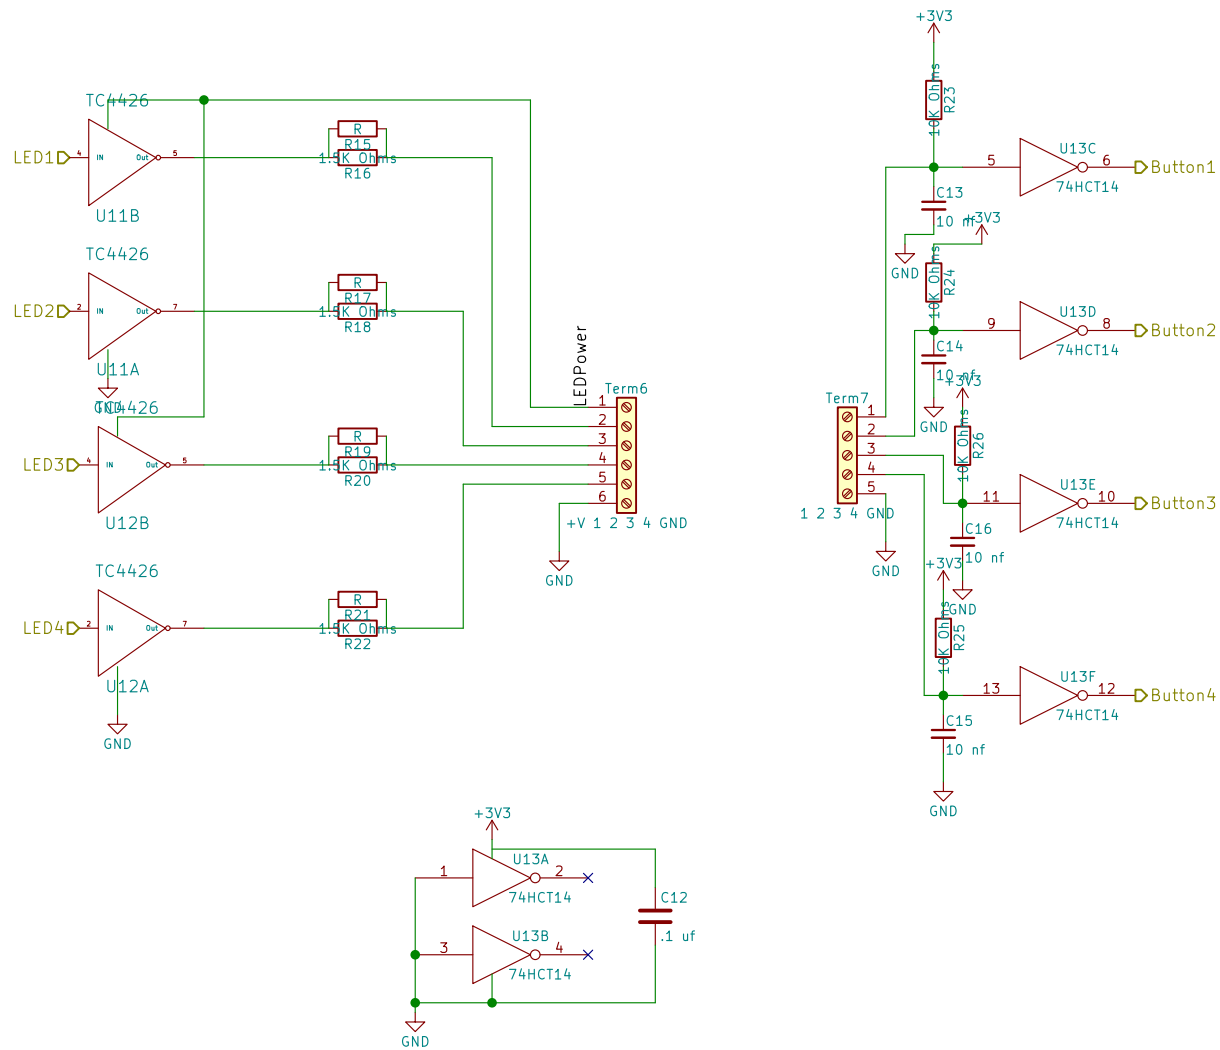 TC4426
LED1
4
IN
Out
5
U11B
R
R15
1.5K Ohms
R16
TC4426
LED2
2
IN
Out
7
U11A
GND
R
R17
1.5K Ohms
R18
TC4426
LED3
4
IN
Out
5
U12B
R
R19
1.5K Ohms
R20
TC4426
LED4
2
IN
Out
7
U12A
GND
R
R21
1.5K Ohms
R22
LEDPower
Term6
1
2
3
4
5
6
+V 1 2 3 4 GND
GND
Term7
1
2
3
4
5
1 2 3 4 GND
GND
+3V3
10K Ohms
R23
5
U13C
6
74HCT14
Button1
C13
10 nf
GND
+3V3
10K Ohms
R24
9
U13D
8
74HCT14
Button2
C14
10 nf
GND
+3V3
10K Ohms
R26
11
U13E
10
74HCT14
Button3
C16
10 nf
GND
+3V3
10K Ohms
R25
13
U13F
12
74HCT14
Button4
C15
10 nf
GND
+3V3
1
U13A
2
74HCT14
3
U13B
4
74HCT14
C12
.1 uf
GND